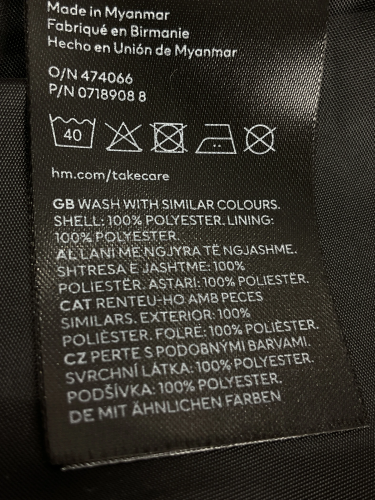 Made in Myanmar
Fabriqué en Birmanie
Hecho en Unión de Myanmar
O/N 474066
P/N 0718908 8
40
hm.com/takecare
GB WASH WITH SIMILAR COLOURS.
SHELL: 100% POLYESTER. LINING:
100% POLYESTER.
AL LANI ME NGJYRA TË NGJASHME.
SHTRESA E JASHTME: 100%
POLIESTËR. ASTARI: 100% POLIESTËR.
CAT RENTEU-HO AMB PECES
SIMILARS. EXTERIOR: 100%
POLIÈSTER. FOLRE: 100% POLIÈSTER.
CZ PERTE S PODOBNÝMI BARVAMI.
SVRCHNÍ LÁTKA: 100% POLYESTER.
PODŠÍVKA: 100% POLYESTER.
DE MIT ÄHNLICHEN FARBEN